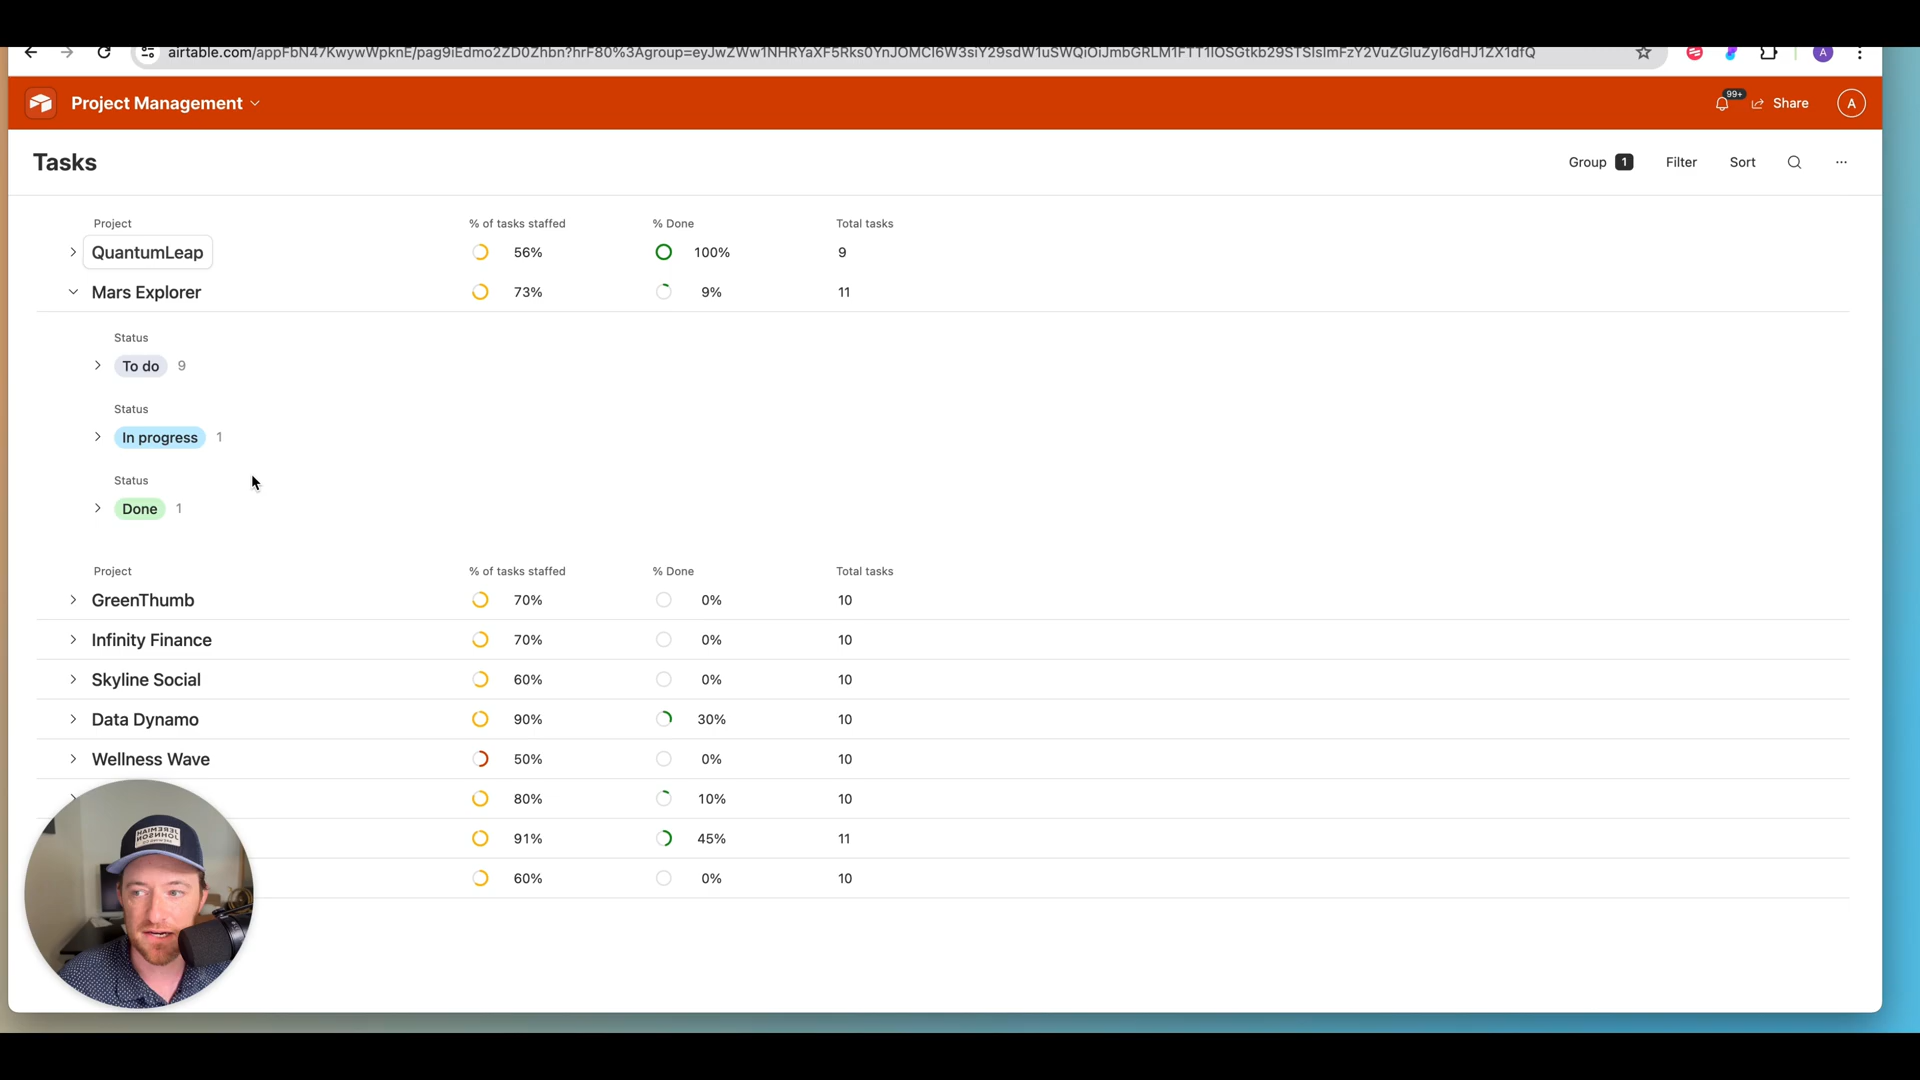 airtable.com/appFbN47KwywWpknE/pag9iEdmo2ZD0Zhbn?hrF80%3Agroup=eyJwZWw1NHRYaXF5Rks0YnJOMCI6W3siY29sdW1uSWQiOiJmbGRLM1FTT1lOSGtkb29STSIsImFzY2VuZGluZyI6dHJ1ZX1dfQ
A
Project Management
99+
Share
A
Tasks
Group 1 Filter Sort
Project % of tasks staffed % Done Total tasks
QuantumLeap 56% 100% 9
Mars Explorer 73% 9% 11
Status
To do 9
Status
In progress 1
Status
Done 1
Project % of tasks staffed % Done Total tasks
GreenThumb 70% 0% 10
Infinity Finance 70% 0% 10
Skyline Social 60% 0% 10
Data Dynamo 90% 30% 10
Wellness Wave 50% 0% 10
80% 10% 10
91% 45% 11
60% 0% 10